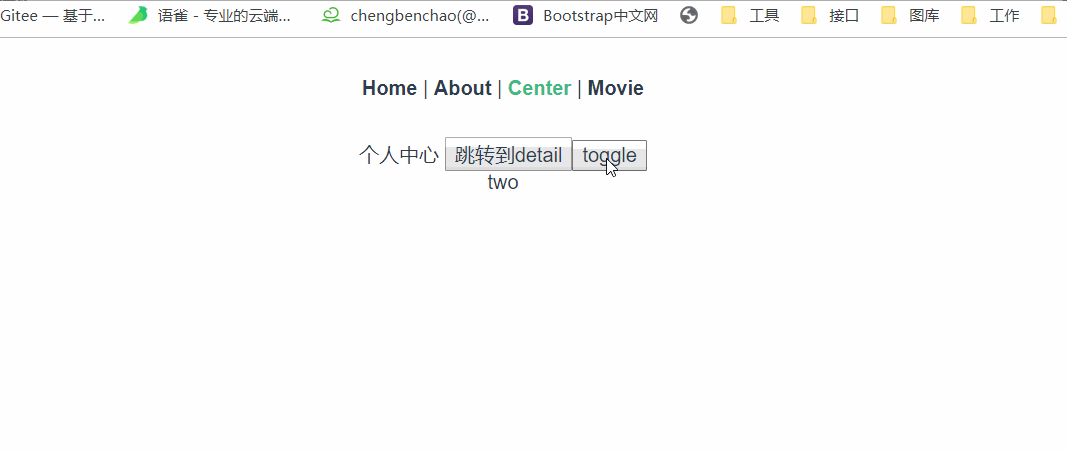 Gitee — 基于... 语雀 - 专业的云端... chengbenchao(@... B Bootstrap中文网 工具 接口 图库 工作
Home | About | Center | Movie
个人中心 跳转到detail toggle
two